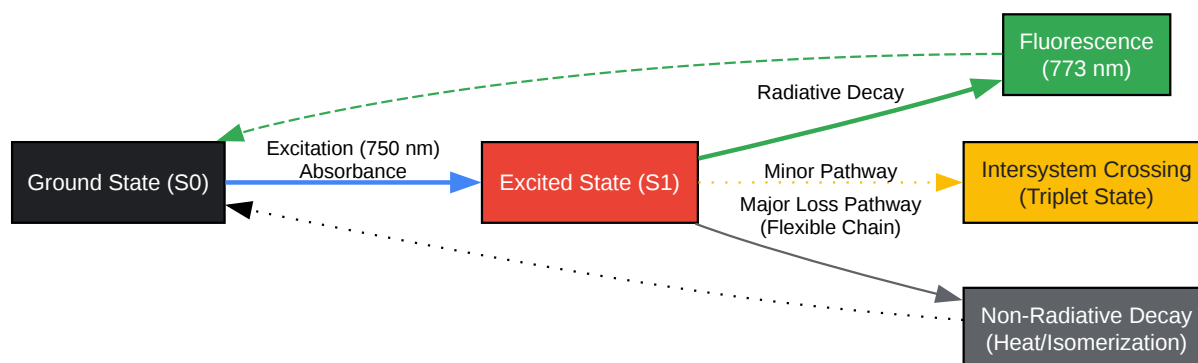 Ground State (S0)
Excitation (750 nm)
Absorbance
Excited State (S1)
Radiative Decay
Fluorescence
(773 nm)
Minor Pathway
Intersystem Crossing
(Triplet State)
Major Loss Pathway
(Flexible Chain)
Non-Radiative Decay
(Heat/Isomerization)